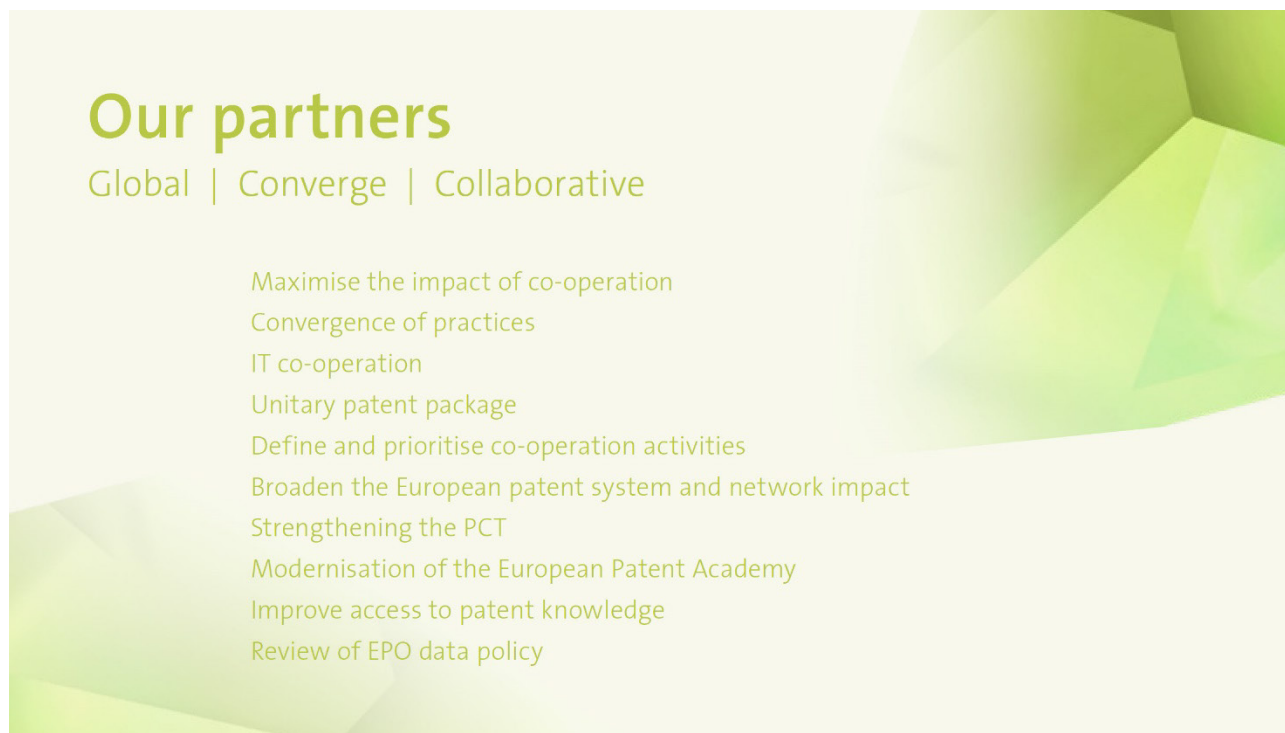 Our partners
Global | Converge | Collaborative
Maximise the impact of co-operation
Convergence of practices
IT co-operation
Unitary patent package
Define and prioritise co-operation activities
Broaden the European patent system and network impact
Strengthening the PCT
Modernisation of the European Patent Academy
Improve access to patent knowledge
Review of EPO data policy